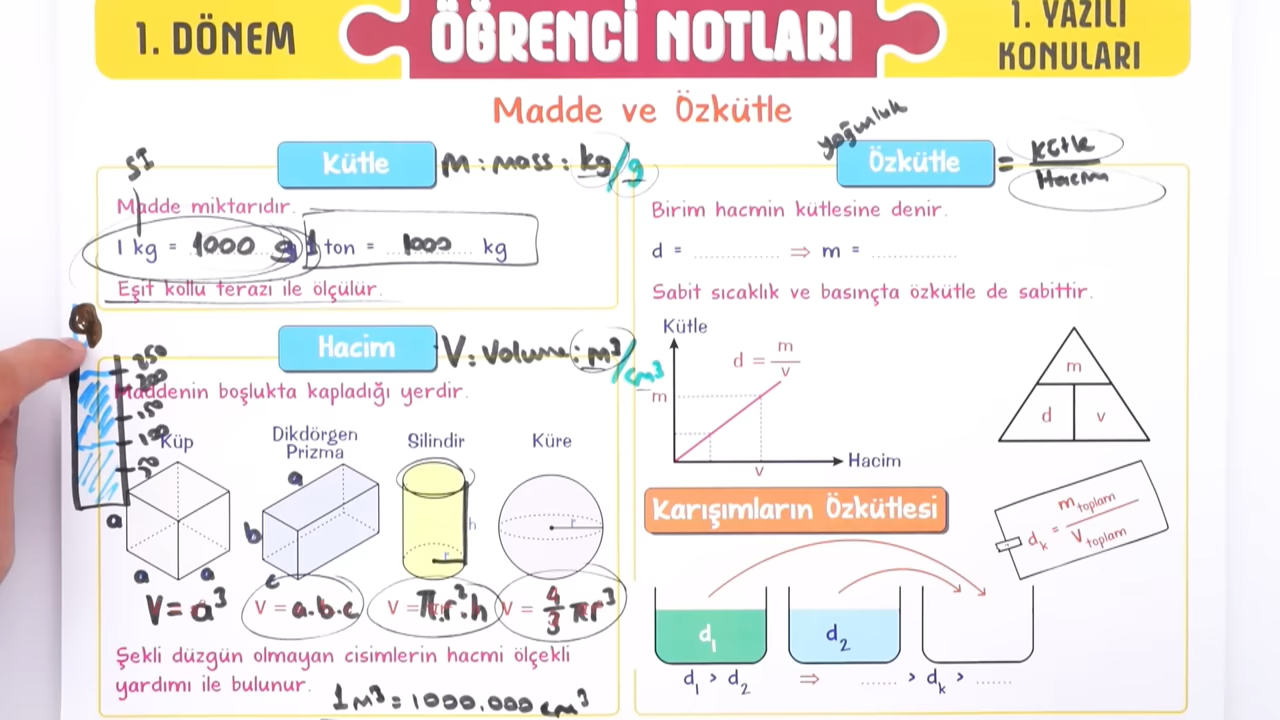 1. DÖNEM
ÖĞRENCİ NOTLARI
1. YAZILI
KONULARI
Madde ve Özkütle
SI
Kütle M : mass : kg/g
Madde miktarıdır.
1 kg = 1000 g 1 ton = 1000 kg
Eşit kollu terazi ile ölçülür.
Hacim V : Volume : m³/cm³
Maddenin boşlukta kapladığı yerdir.
250
200
150
100
50
Küp
Dikdörgen
Prizma
Silindir
Küre
a
a
a
a
b
c
h
r
r
V = a³
V = a.b.c
V = π.r².h
V = 4/3 πr³
Şekli düzgün olmayan cisimlerin hacmi ölçekli
yardımı ile bulunur.
1 m³ = 1000.000 cm³
yoğunluk
Özkütle = Kütle / Hacim
Birim hacmin kütlesine denir.
d = .............. ⇒ m = ..............
Sabit sıcaklık ve basınçta özkütle de sabittir.
Kütle
d = m/v
m
v
Hacim
m
d
v
Karışımların Özkütlesi
d_k = m_toplam / V_toplam
d₁
d₂
d₁ > d₂ ⇒ ...... > d_k > ......